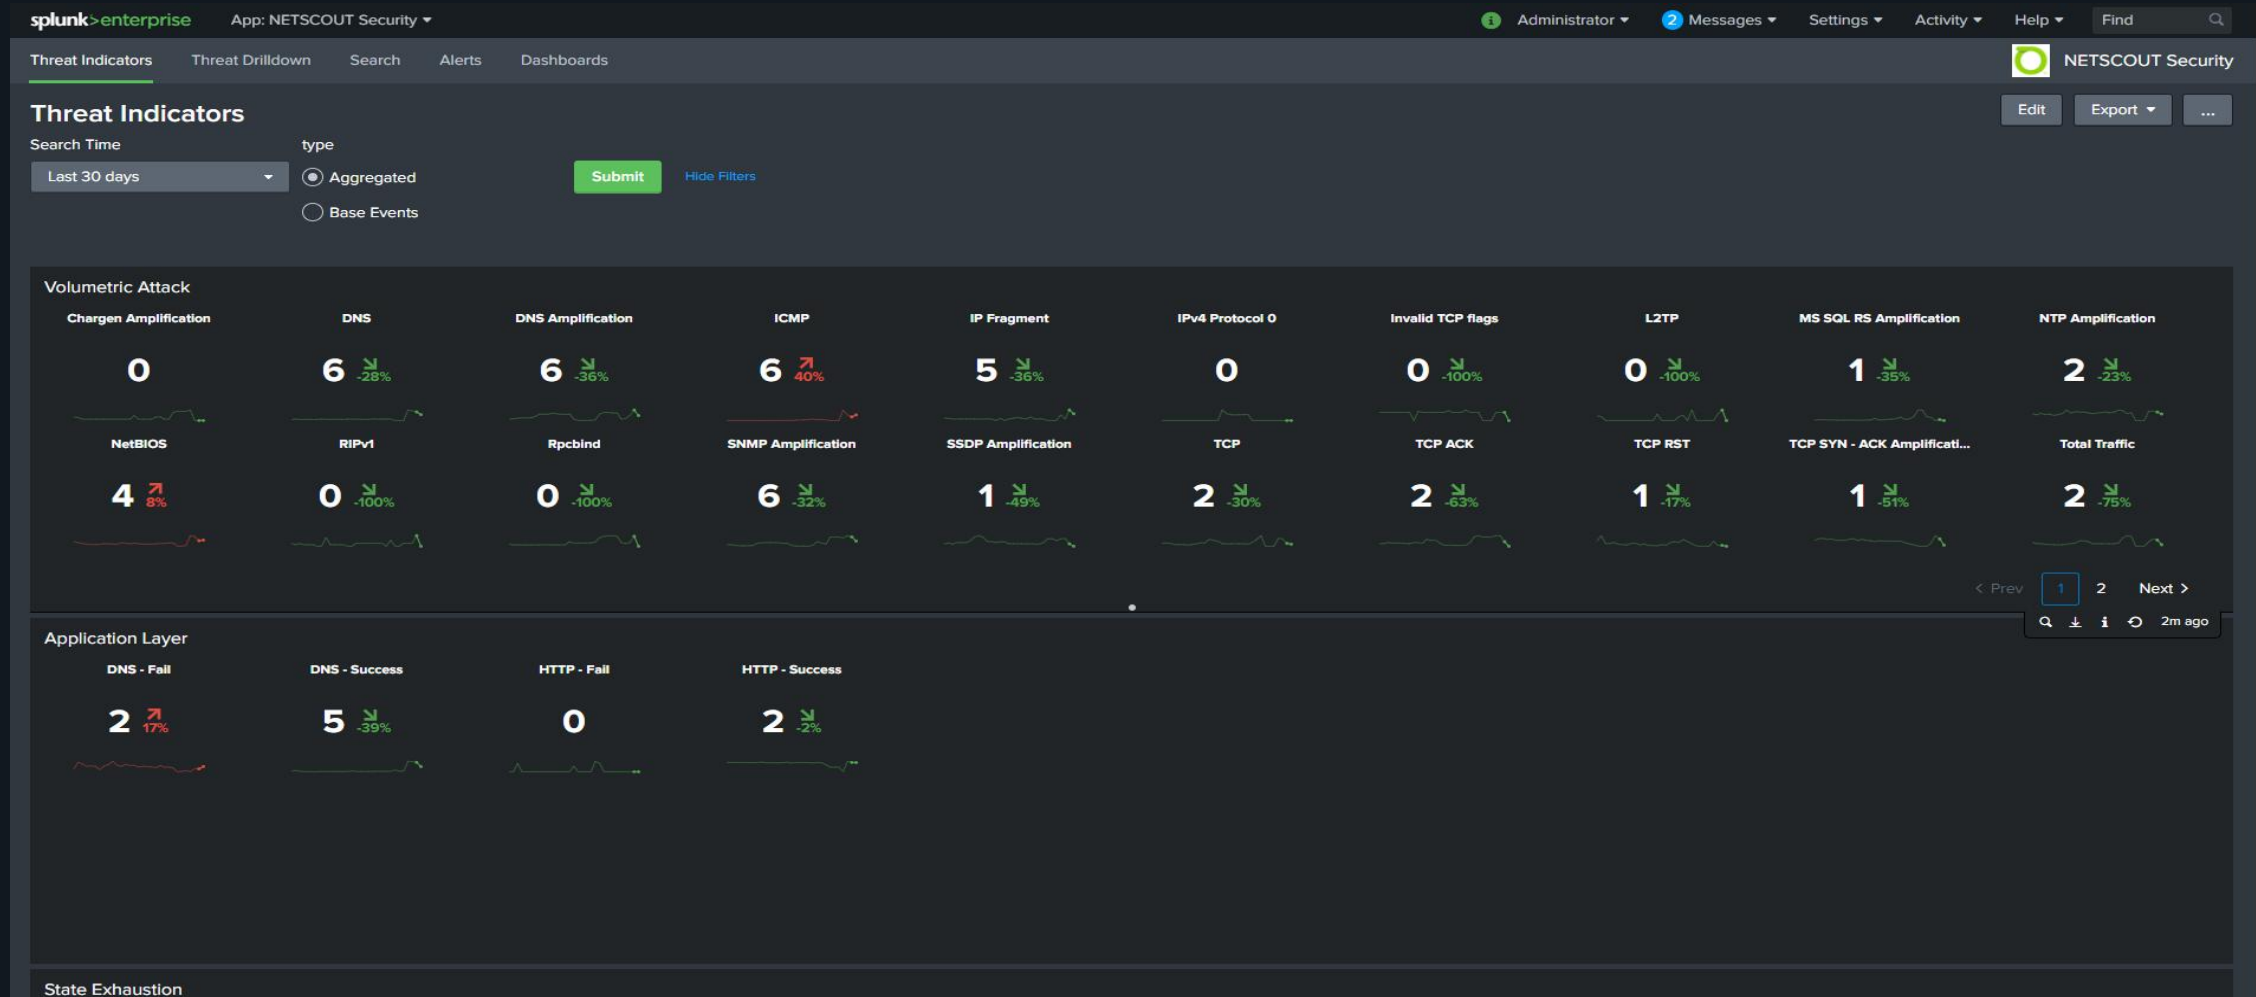 splunk>enterprise App: NETSCOUT Security Administrator 2 Messages Settings Activity Help Find
Threat Indicators Threat Drilldown Search Alerts Dashboards NETSCOUT Security
Threat Indicators Edit Export ...
Search Time type
Last 30 days Aggregated Submit Hide Filters
Base Events
Volumetric Attack
Chargen Amplification DNS DNS Amplification ICMP IP Fragment IPv4 Protocol 0 Invalid TCP flags L2TP MS SQL RS Amplification NTP Amplification
0 6 -28% 6 -36% 6 40% 5 -36% 0 0 -100% 0 -100% 1 -35% 2 -23%
NetBIOS RIPv1 Rpcbind SNMP Amplification SSDP Amplification TCP TCP ACK TCP RST TCP SYN - ACK Amplificati... Total Traffic
4 8% 0 -100% 0 -100% 6 -32% 1 -49% 2 -30% 2 -63% 1 -17% 1 -51% 2 -75%
< Prev 1 2 Next >
2m ago
Application Layer
DNS - Fail DNS - Success HTTP - Fail HTTP - Success
2 17% 5 -39% 0 2 -2%
State Exhaustion